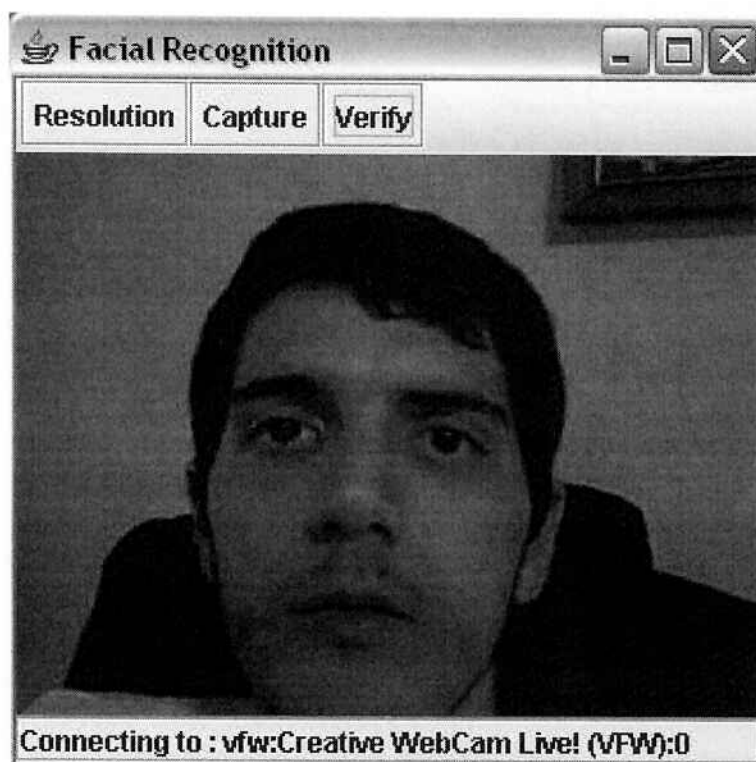 Facial Recognition
Resolution Capture Verify
Connecting to : vfw:Creative WebCam Live! (VFW):0